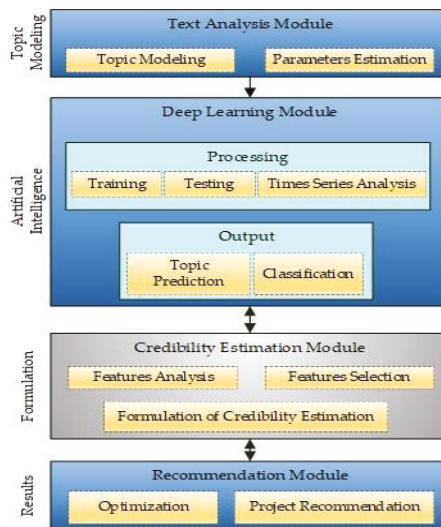 Topic
Modeling
Text Analysis Module
Topic Modeling
Parameters Estimation
Artificial
Intelligence
Deep Learning Module
Processing
Training
Testing
Times Series Analysis
Output
Topic
Prediction
Classification
Formulation
Credibility Estimation Module
Features Analysis
Features Selection
Formulation of Credibility Estimation
Results
Recommendation Module
Optimization
Project Recommendation